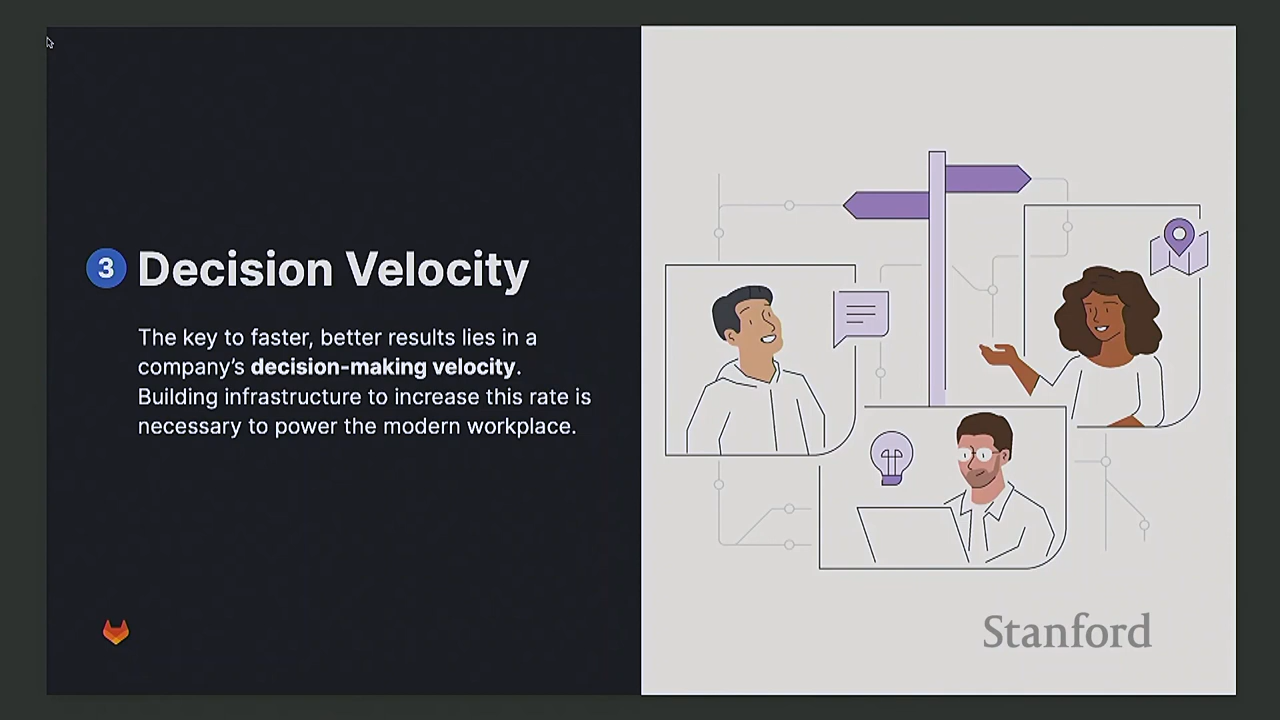 3 Decision Velocity
The key to faster, better results lies in a
company's decision-making velocity.
Building infrastructure to increase this rate is
necessary to power the modern workplace.
Stanford